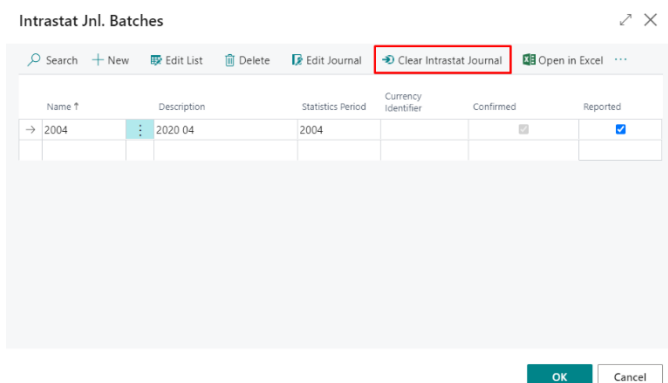 Intrastat Jnl. Batches
Search New Edit List Delete Edit Journal Clear Intrastat Journal Open in Excel ···
Name ↑ Description Statistics Period Currency Identifier Confirmed Reported
→ 2004 2020 04 2004
OK Cancel